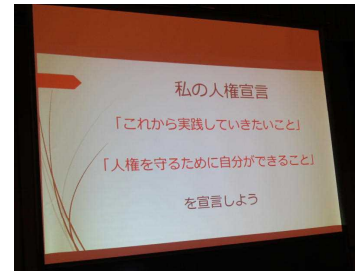 私の人権宣言
「これから実践していきたいこと」
「人権を守るために自分ができること」
を宣言しよう